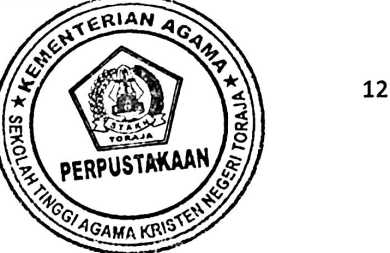 KEMENTERIAN AGAMA
12
STAKN
TORAJA
PERPUSTAKAAN
★ SEKOLAH TINGGI AGAMA KRISTEN NEGERI TORAJA ★